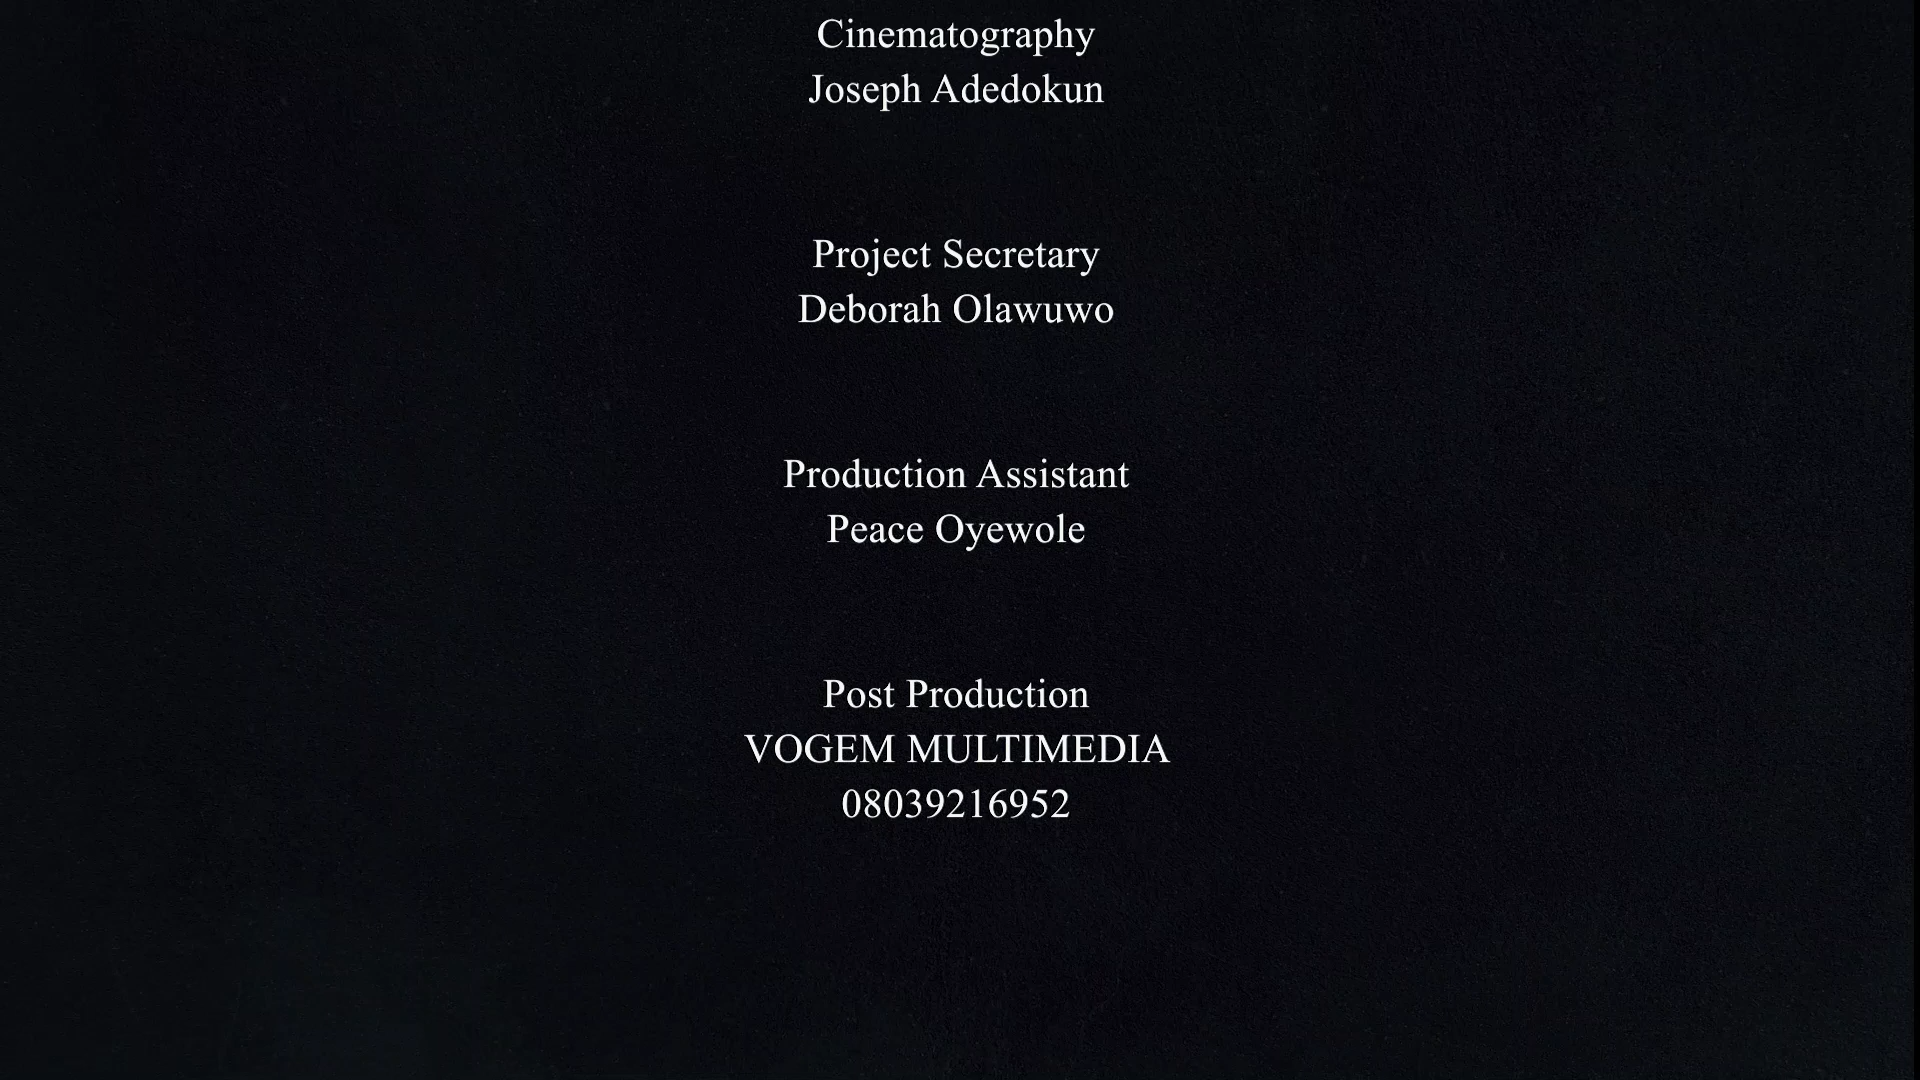 Cinematography
Joseph Adedokun
Project Secretary
Deborah Olawuwo
Production Assistant
Peace Oyewole
Post Production
VOGEM MULTIMEDIA
08039216952